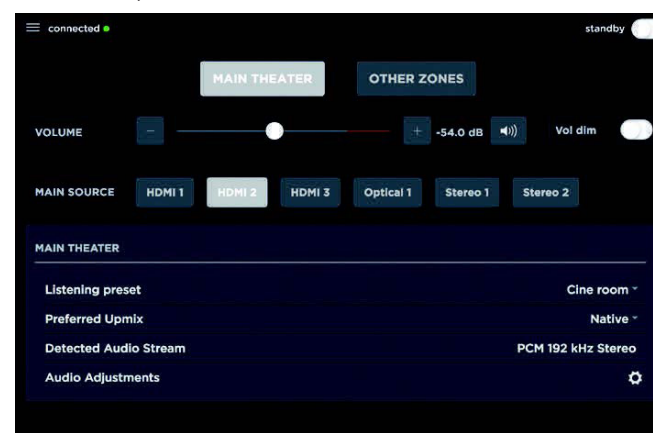 connected
standby
MAIN THEATER OTHER ZONES
VOLUME - + -54.0 dB Vol dim
MAIN SOURCE HDMI 1 HDMI 2 HDMI 3 Optical 1 Stereo 1 Stereo 2
MAIN THEATER
Listening preset Cine room
Preferred Upmix Native
Detected Audio Stream PCM 192 kHz Stereo
Audio Adjustments